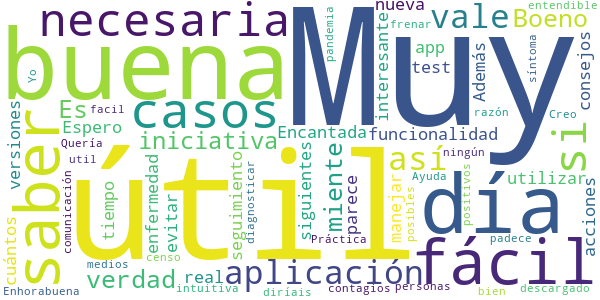 necesaria
Muy
nueva
vale
entendible
Boeno
frenar
pandemia
interesante
app
test
Además
síntoma
consejos
buena
Yo
casos
Es
Espero
facil
Quería
util
versiones
iniciativa
Encantada
funcionalidad
razón
Creo
si
saber
útil
así
ningún
día
utilizar
acciones
comunicación
tiempo
enfermedad
evitar
seguimiento
diagnosticar
siguientes
miente
parece
manejar
Ayuda
posibles
positivos
cuántos
Práctica
fácil
padece
verdad
real
aplicación
medios
censo
intuitiva
diríais
contagios
personas
bien
descargado
Enhorabuena